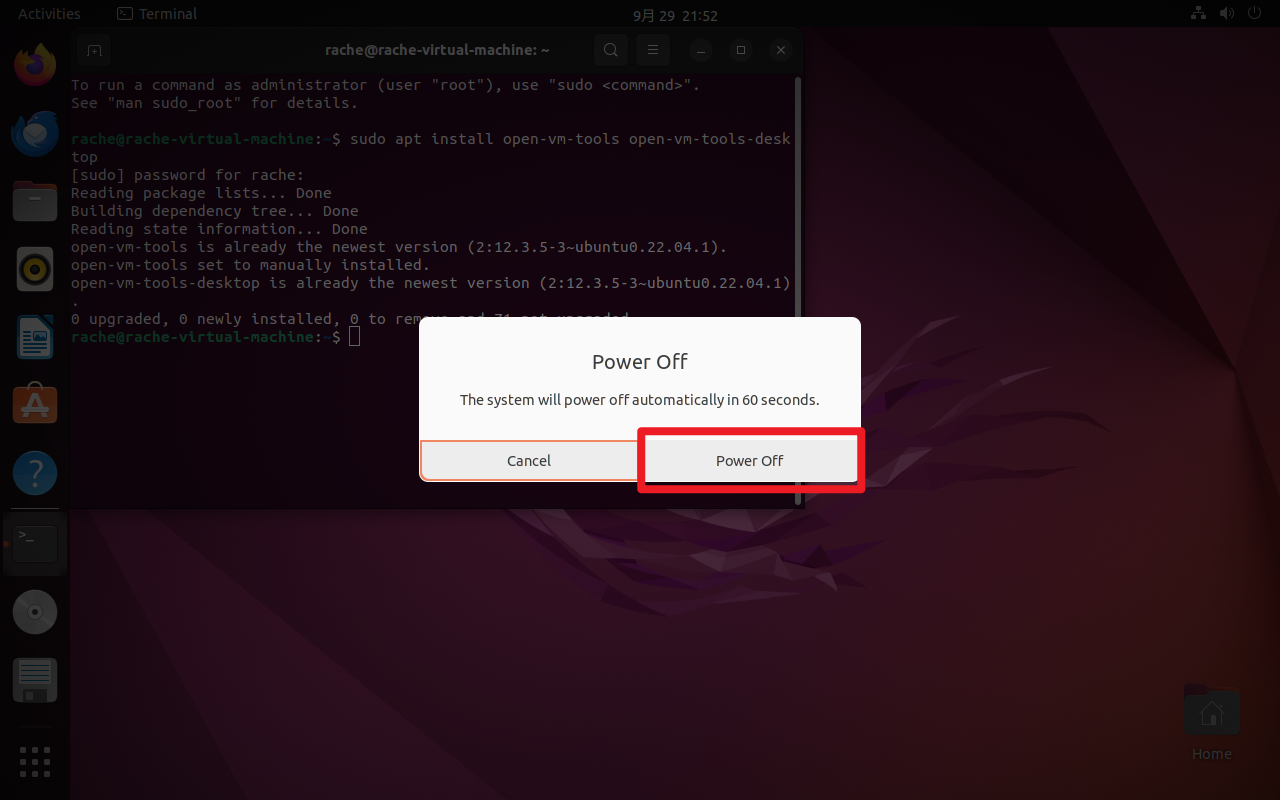 Activities
Terminal
9月 29 21:52
rache@rache-virtual-machine: ~
To run a command as administrator (user "root"), use "sudo <command>".
See "man sudo_root" for details.
rache@rache-virtual-machine:~$ sudo apt install open-vm-tools open-vm-tools-desk
top
[sudo] password for rache:
Reading package lists... Done
Building dependency tree... Done
Reading state information... Done
open-vm-tools is already the newest version (2:12.3.5-3~ubuntu0.22.04.1).
open-vm-tools set to manually installed.
open-vm-tools-desktop is already the newest version (2:12.3.5-3~ubuntu0.22.04.1)
.
0 upgraded, 0 newly installed, 0 to
rache@rache-virtual-machine:~$
Power Off
The system will power off automatically in 60 seconds.
Cancel
Power Off
Home